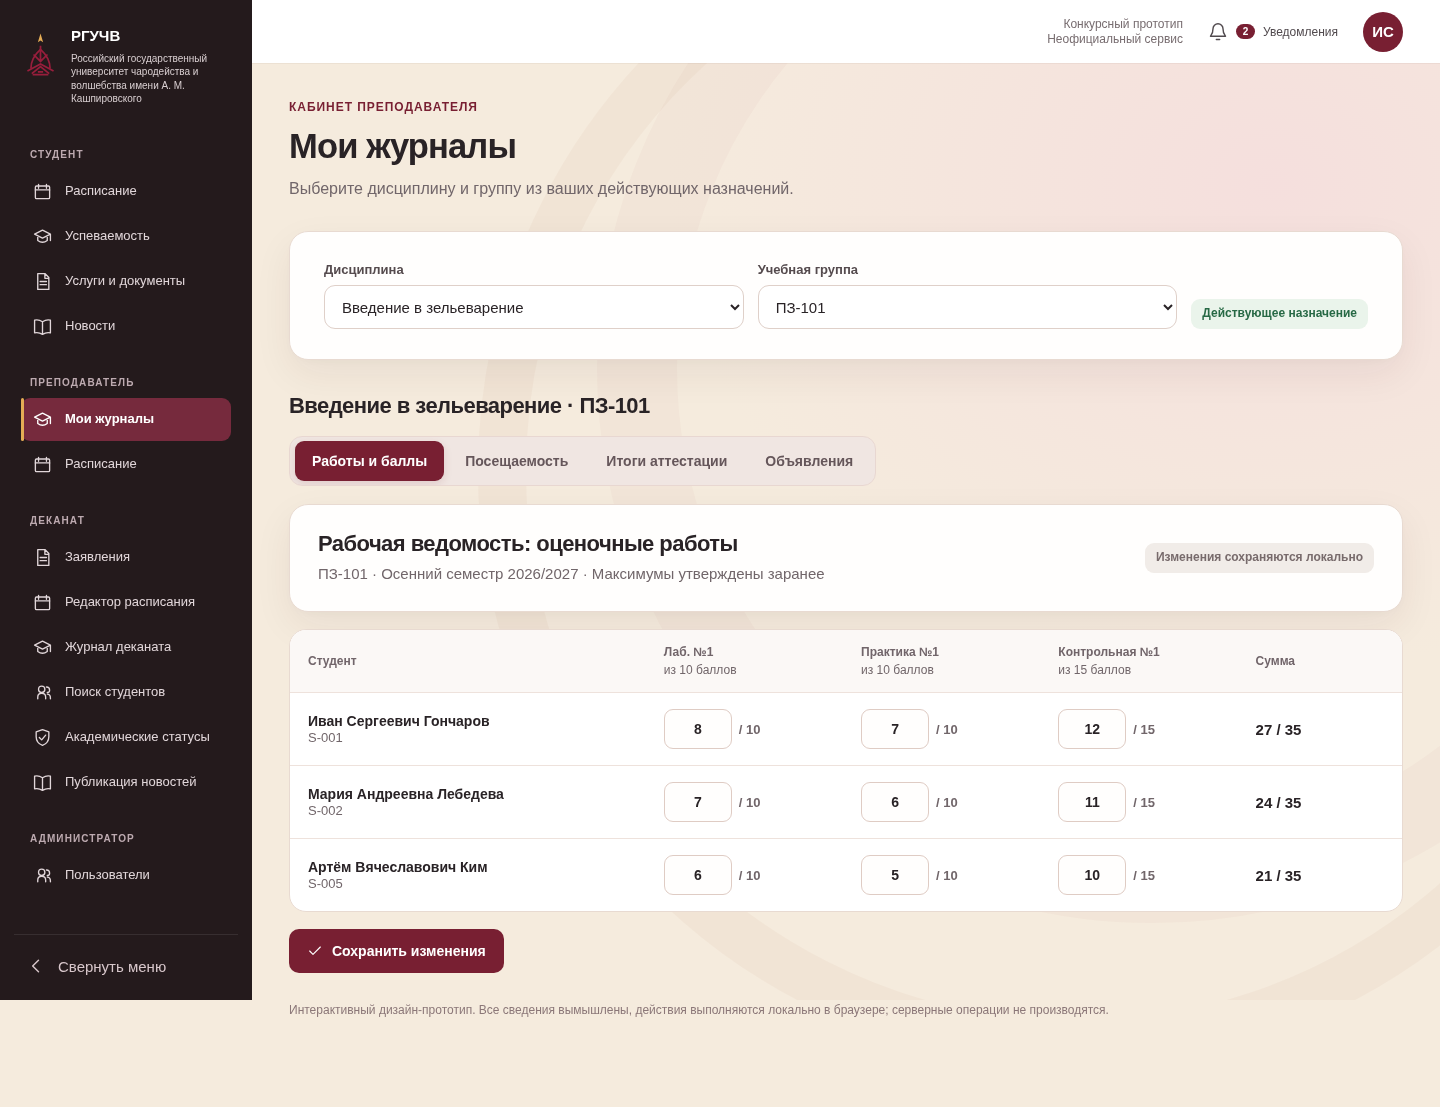 РГУЧВ
Российский государственный
университет чародейства и
волшебства имени А. М.
Кашпировского
СТУДЕНТ
Расписание
Успеваемость
Услуги и документы
Новости
ПРЕПОДАВАТЕЛЬ
Мои журналы
Расписание
ДЕКАНАТ
Заявления
Редактор расписания
Журнал деканата
Поиск студентов
Академические статусы
Публикация новостей
АДМИНИСТРАТОР
Пользователи
Свернуть меню
Конкурсный прототип
Неофициальный сервис
2 Уведомления
ИС
КАБИНЕТ ПРЕПОДАВАТЕЛЯ
Мои журналы
Выберите дисциплину и группу из ваших действующих назначений.
Дисциплина Учебная группа
Введение в зельеварение ПЗ-101 Действующее назначение
Введение в зельеварение · ПЗ-101
Работы и баллы Посещаемость Итоги аттестации Объявления
Рабочая ведомость: оценочные работы
ПЗ-101 · Осенний семестр 2026/2027 · Максимумы утверждены заранее
Изменения сохраняются локально
Студент Лаб. №1 Практика №1 Контрольная №1 Сумма
из 10 баллов из 10 баллов из 15 баллов
Иван Сергеевич Гончаров 8 / 10 7 / 10 12 / 15 27 / 35
S-001
Мария Андреевна Лебедева 7 / 10 6 / 10 11 / 15 24 / 35
S-002
Артём Вячеславович Ким 6 / 10 5 / 10 10 / 15 21 / 35
S-005
Сохранить изменения
Интерактивный дизайн-прототип. Все сведения вымышлены, действия выполняются локально в браузере; серверные операции не производятся.